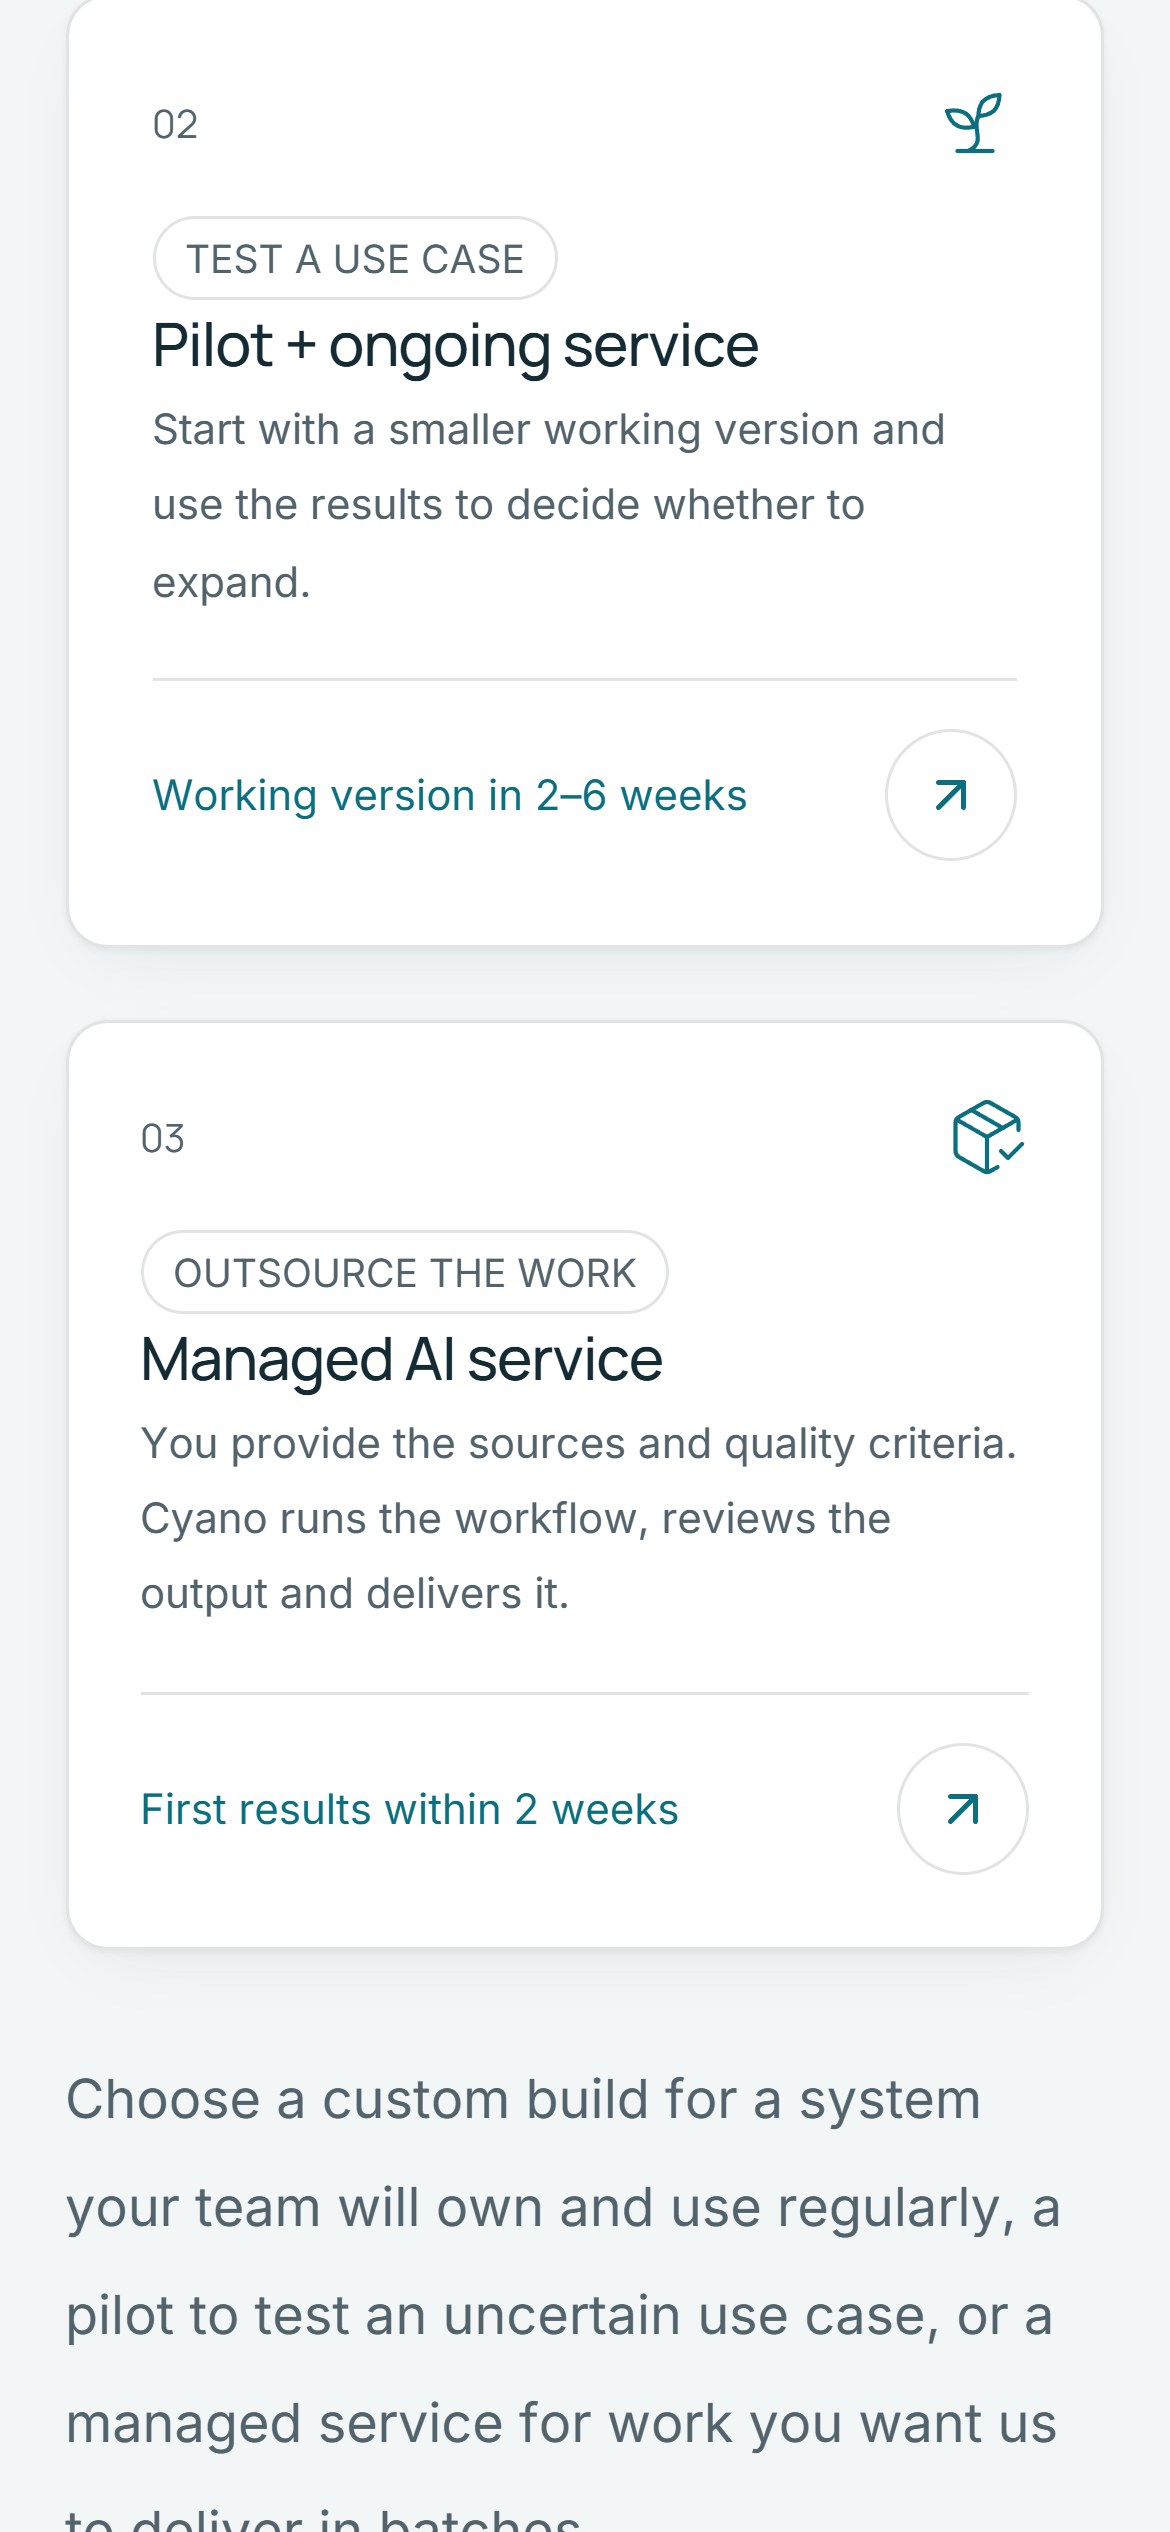 02
TEST A USE CASE
Pilot + ongoing service
Start with a smaller working version and
use the results to decide whether to
expand.
Working version in 2–6 weeks
03
OUTSOURCE THE WORK
Managed AI service
You provide the sources and quality criteria.
Cyano runs the workflow, reviews the
output and delivers it.
First results within 2 weeks
Choose a custom build for a system
your team will own and use regularly, a
pilot to test an uncertain use case, or a
managed service for work you want us
to deliver in batches.